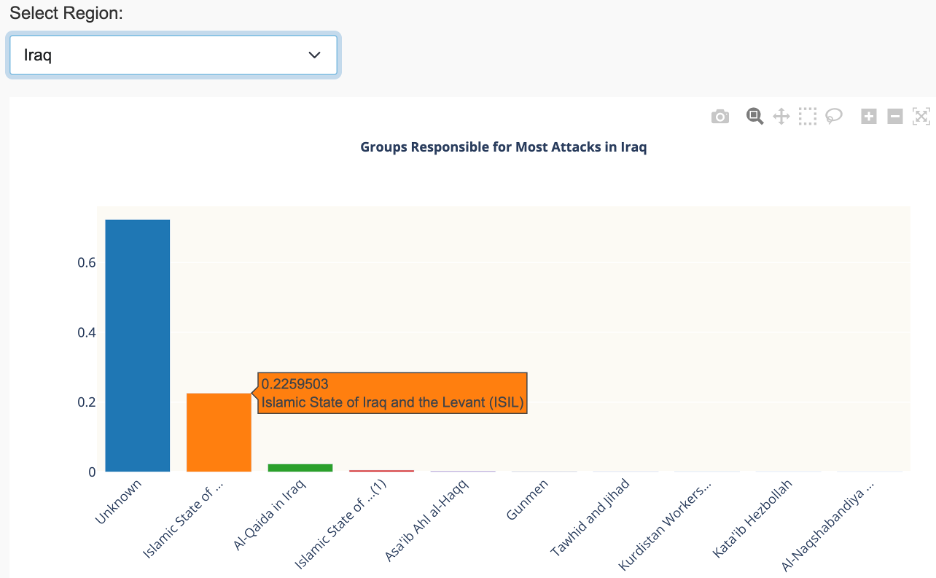 Select Region:
Iraq
Groups Responsible for Most Attacks in Iraq
0.6
0.4
0.2
0
0.2259503
Islamic State of Iraq and the Levant (ISIL)
Unknown
Islamic State of ...
Al-Qaida in Iraq
Islamic State of ...(1)
Asa'ib Ahl al-Haqq
Gunmen
Tawhid and Jihad
Kurdistan Workers...
Kata'ib Hezbollah
Al-Naqshabandiya ...